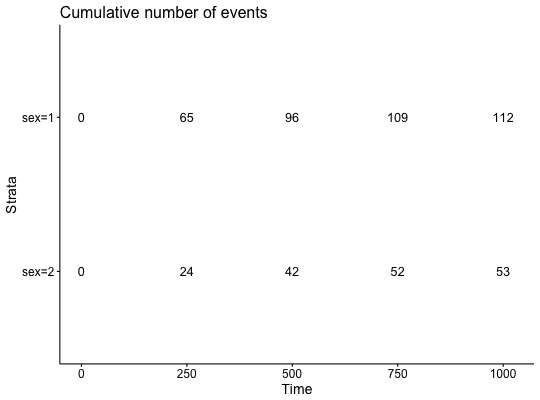 Cumulative number of events
sex=1 0 65 96 109 112
Strata
sex=2 0 24 42 52 53
0 250 500 750 1000
Time